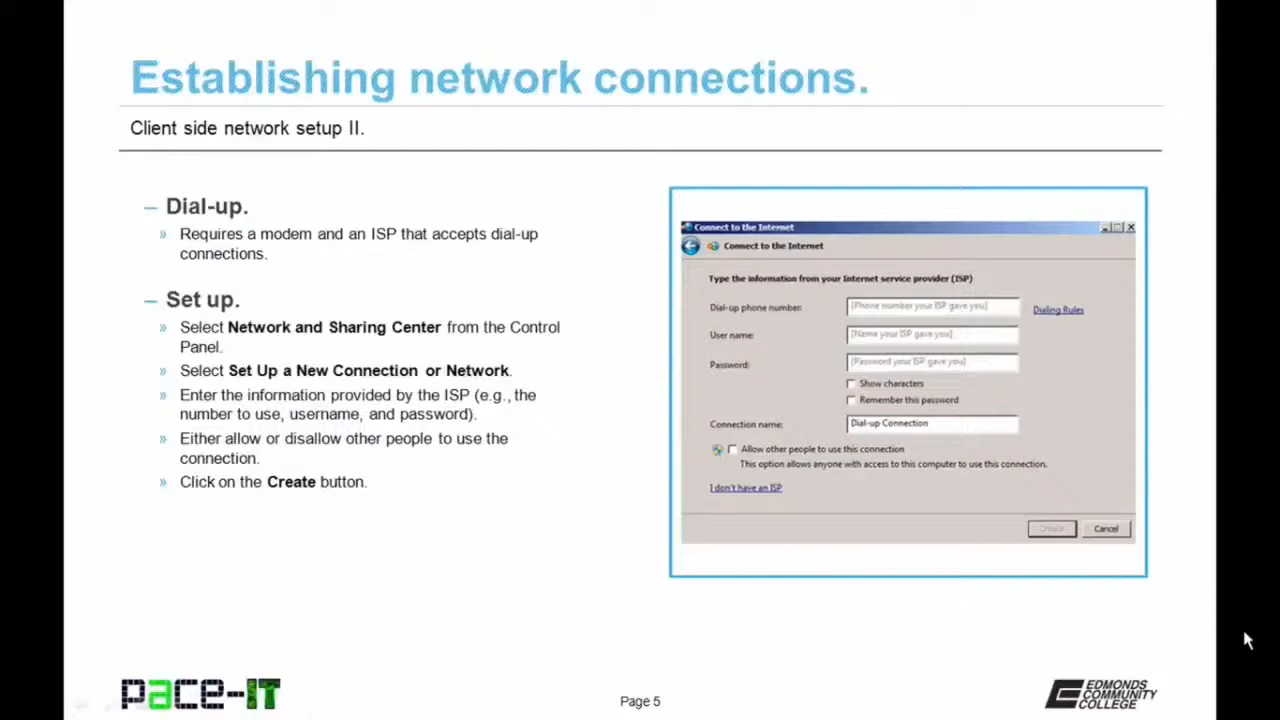 Establishing network connections.
Client side network setup II.
– Dial-up.
» Requires a modem and an ISP that accepts dial-up
connections.
– Set up.
» Select Network and Sharing Center from the Control
Panel.
» Select Set Up a New Connection or Network.
» Enter the information provided by the ISP (e.g., the
number to use, username, and password).
» Either allow or disallow other people to use the
connection.
» Click on the Create button.
Connect to the Internet
Connect to the Internet
Type the information from your Internet service provider (ISP)
Dial-up phone number: [Phone number your ISP gave you] Dialing Rules
User name: [Name your ISP gave you]
Password: [Password your ISP gave you]
Show characters
Remember this password
Connection name: Dial-up Connection
Allow other people to use this connection
This option allows anyone with access to this computer to use this connection.
I don't have an ISP
Create Cancel
pace-IT
Page 5
EDMONDS
COMMUNITY
COLLEGE